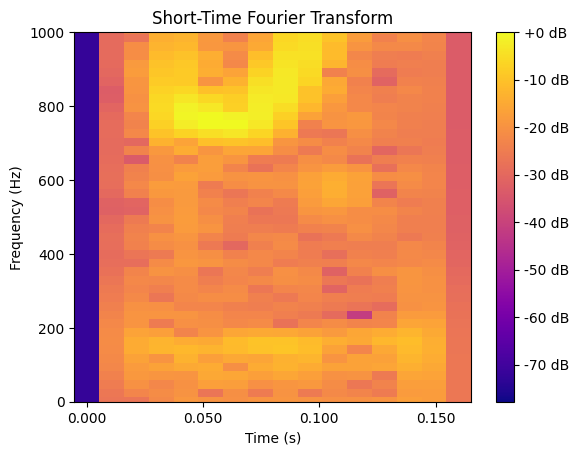 Short-Time Fourier Transform
1000
800
600
400
200
0
Frequency (Hz)
0.000
0.050
0.100
0.150
Time (s)
+0 dB
-10 dB
-20 dB
-30 dB
-40 dB
-50 dB
-60 dB
-70 dB